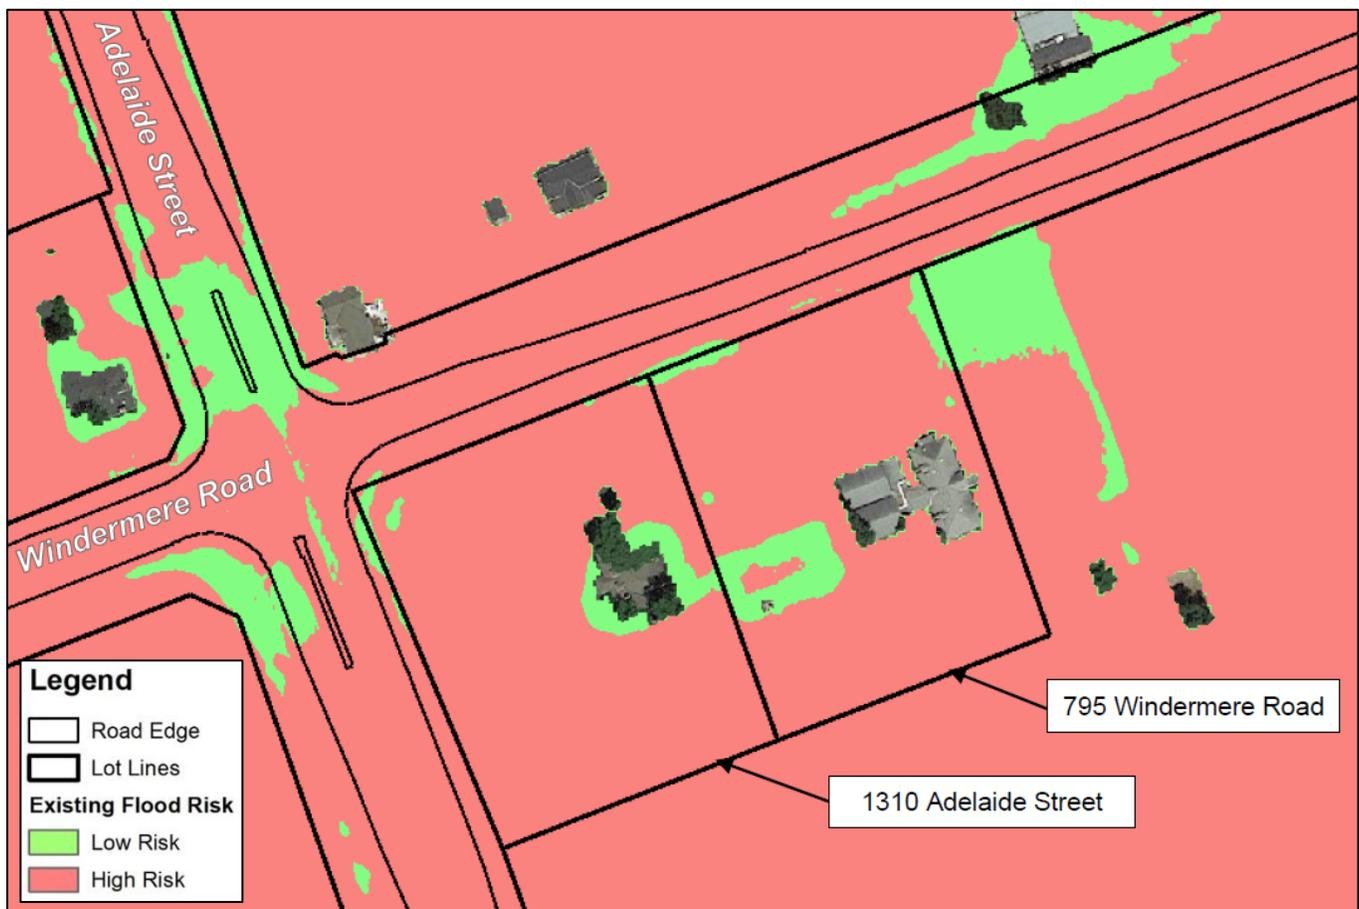 Adelaide Street
Windermere Road
795 Windermere Road
1310 Adelaide Street
Legend
Road Edge
Lot Lines
Existing Flood Risk
Low Risk
High Risk